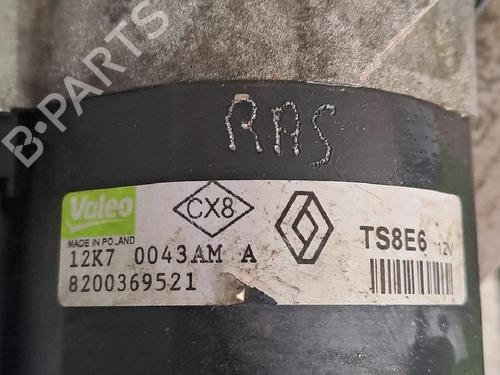 B-PARTS
RAS
Valeo
CX8
TS8E6 12V
MADE IN POLAND
12K7 0043AM A
8200369521